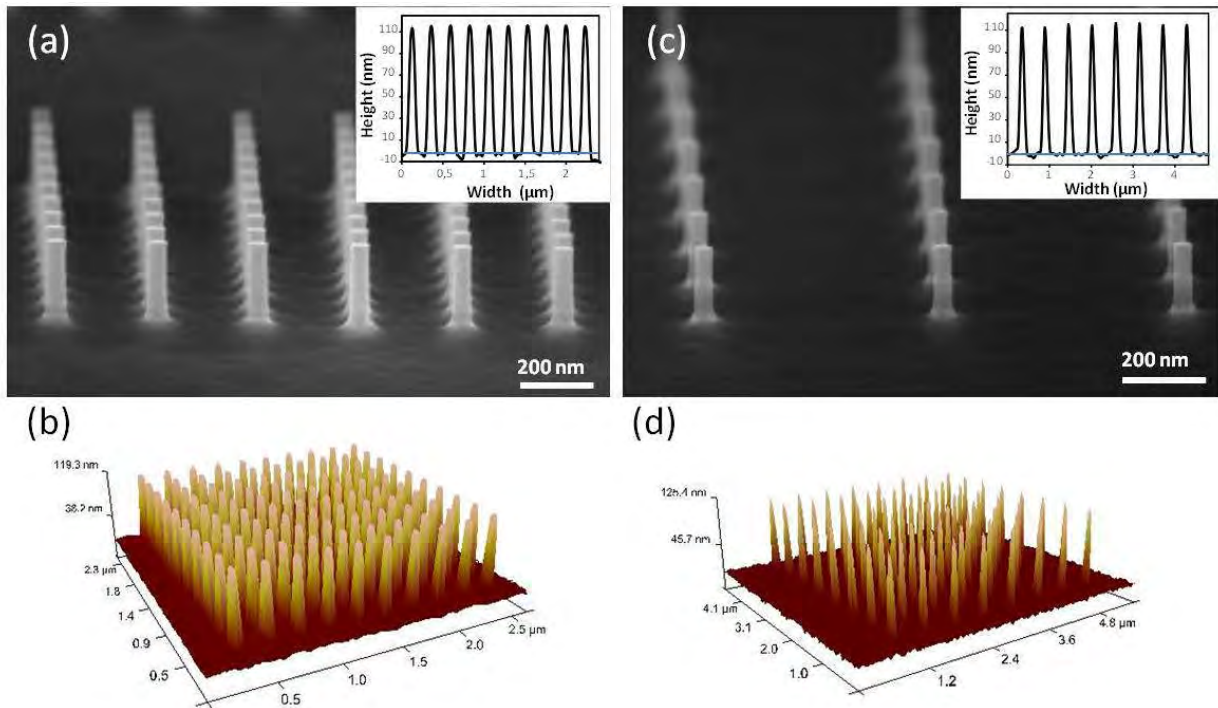 (a)
Height (nm)
110
90
70
50
30
10
-10
0 0,5 1 1,5 2
Width (µm)
200 nm
(c)
Height (nm)
110
90
70
50
30
10
-10
0 1 2 3 4
Width (µm)
200 nm
(b)
119.3 nm
38.2 nm
2.3 µm
1.8
1.4
0.9
0.5
0.5
1.0
1.5
2.0
2.5 µm
(d)
125.4 nm
45.7 nm
4.1 µm
3.1
2.0
1.0
1.2
2.4
3.6
4.8 µm